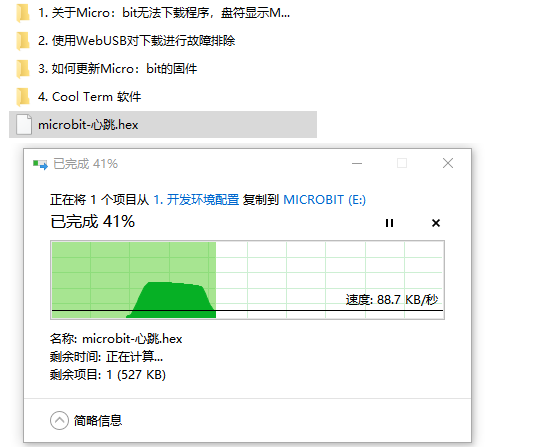 1. 关于Micro：bit无法下载程序，盘符显示M...
2. 使用WebUSB对下载进行故障排除
3. 如何更新Micro：bit的固件
4. Cool Term 软件
microbit-心跳.hex
已完成 41%
正在将 1 个项目从 1. 开发环境配置 复制到 MICROBIT (E:)
已完成 41%
速度: 88.7 KB/秒
名称: microbit-心跳.hex
剩余时间: 正在计算...
剩余项目: 1 (527 KB)
简略信息